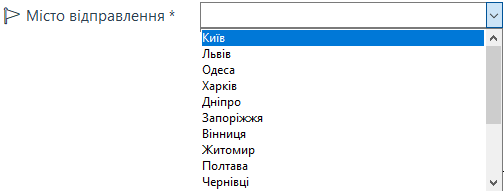 Місто відправлення *
Київ
Львів
Одеса
Харків
Дніпро
Запоріжжя
Вінниця
Житомир
Полтава
Чернівці